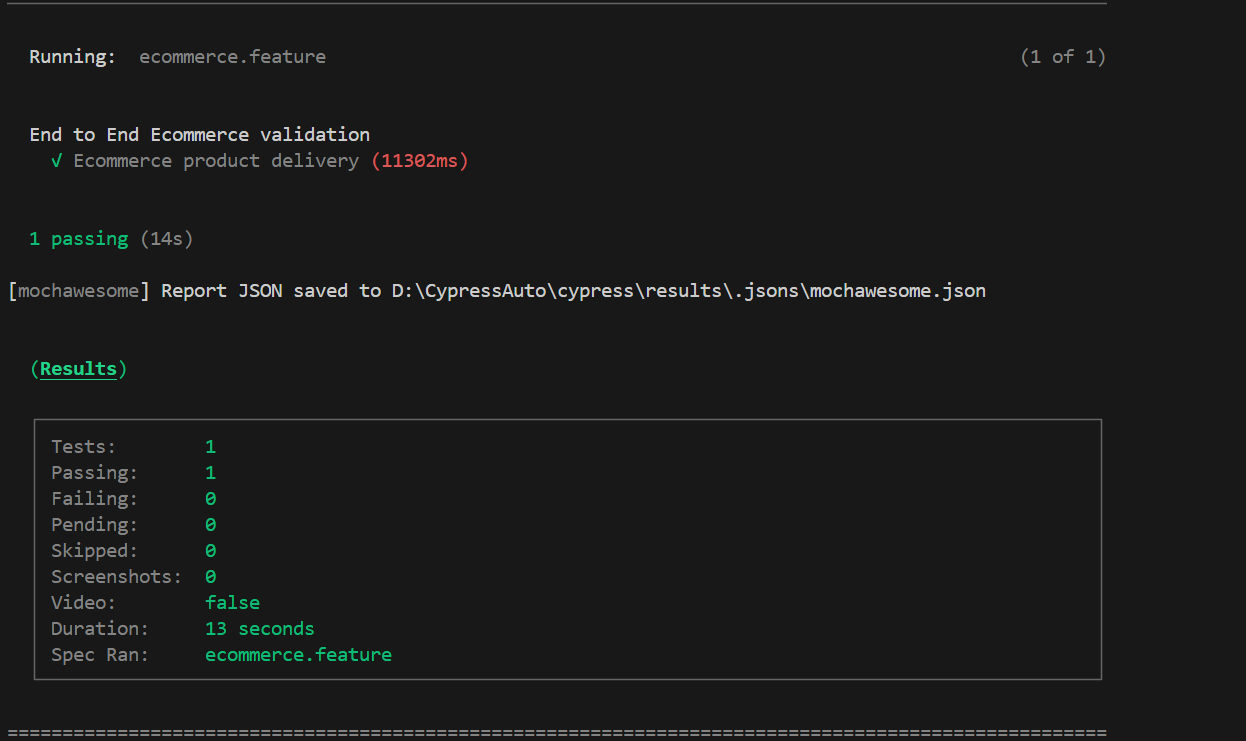 Running: ecommerce.feature (1 of 1)
End to End Ecommerce validation
√ Ecommerce product delivery (11302ms)
1 passing (14s)
[mochawesome] Report JSON saved to D:\CypressAuto\cypress\results\.jsons\mochawesome.json
(Results)
Tests: 1
Passing: 1
Failing: 0
Pending: 0
Skipped: 0
Screenshots: 0
Video: false
Duration: 13 seconds
Spec Ran: ecommerce.feature
====================================================================================================